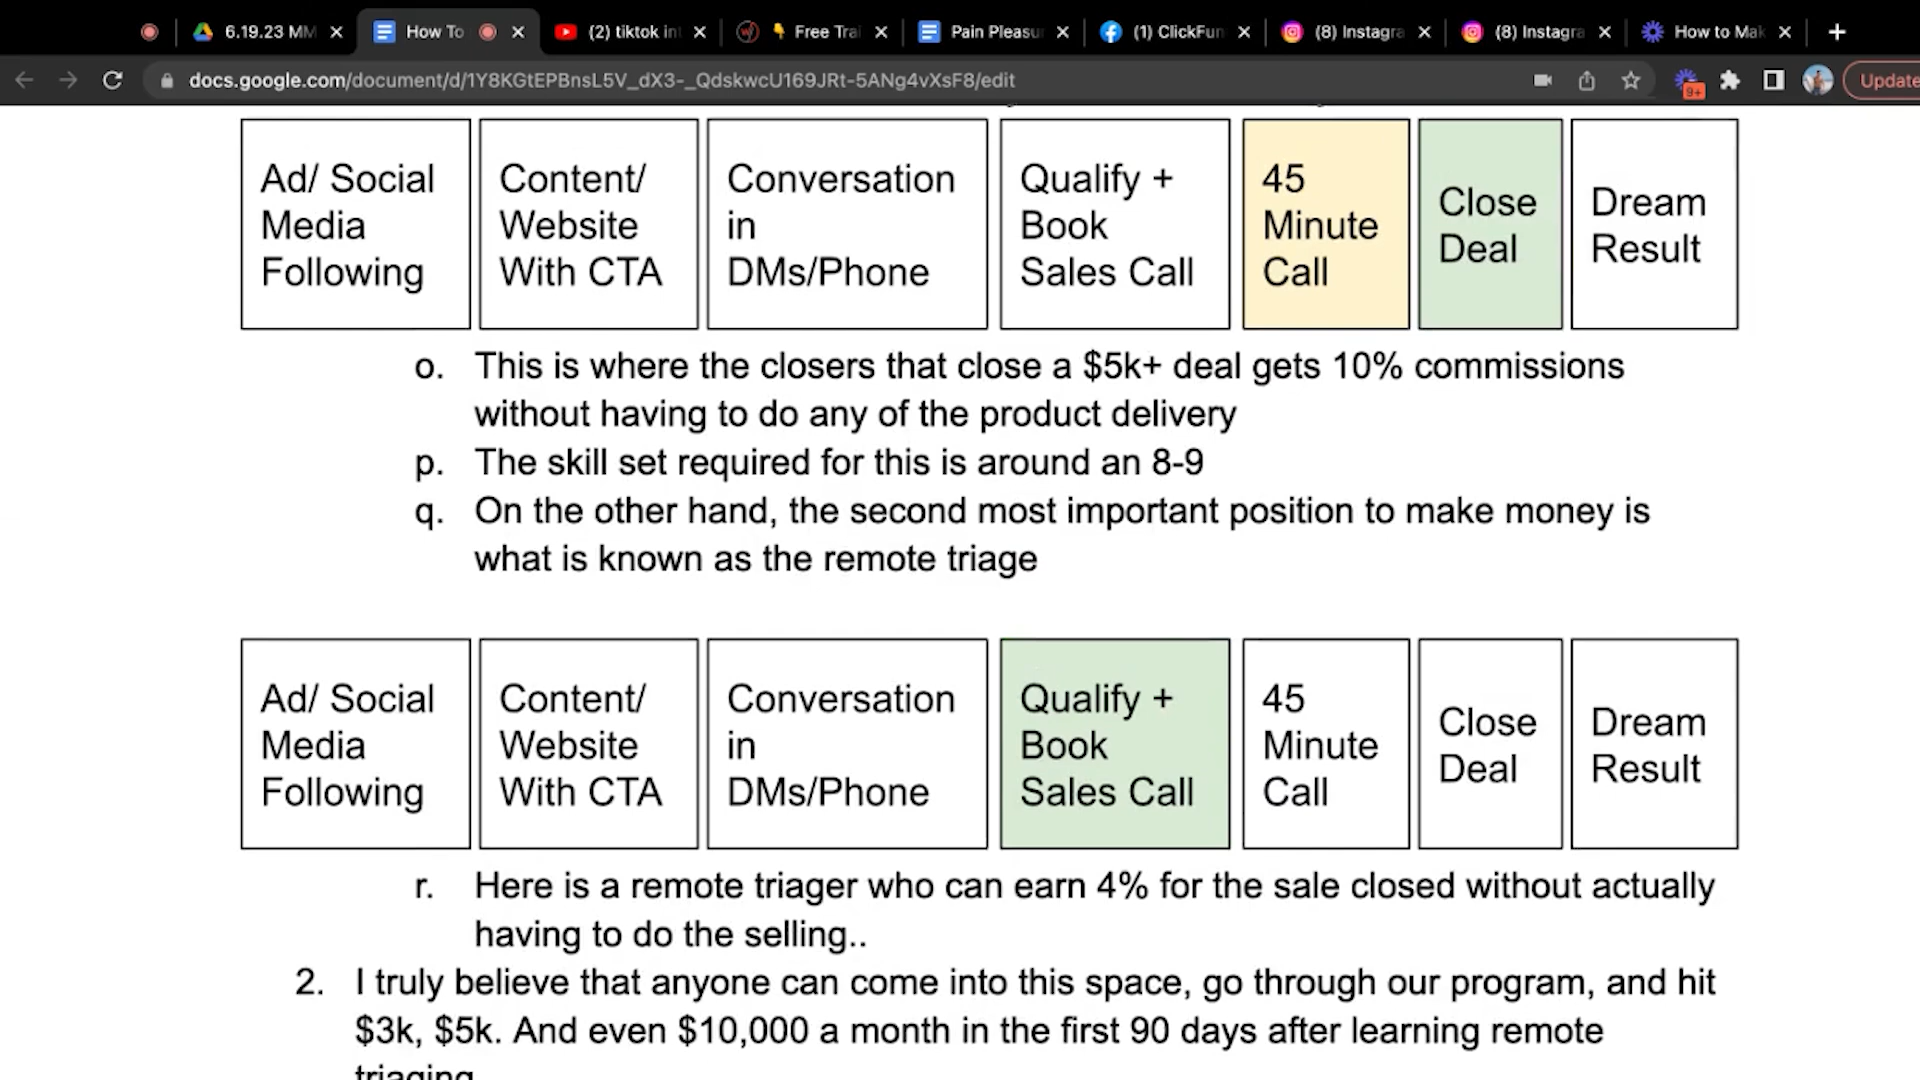 6.19.23 MM
How To
(2) tiktok in
Free Trai
Pain Pleasu
(1) ClickFun
(8) Instagra
(8) Instagra
How to Mak
docs.google.com/document/d/1Y8KGtEPBnsL5V_dX3-_QdskwcU169JRt-5ANg4vXsF8/edit
9+
Update
Ad/ Social
Media
Following
Content/
Website
With CTA
Conversation
in
DMs/Phone
Qualify +
Book
Sales Call
45
Minute
Call
Close
Deal
Dream
Result
o. This is where the closers that close a $5k+ deal gets 10% commissions
without having to do any of the product delivery
p. The skill set required for this is around an 8-9
q. On the other hand, the second most important position to make money is
what is known as the remote triage
Ad/ Social
Media
Following
Content/
Website
With CTA
Conversation
in
DMs/Phone
Qualify +
Book
Sales Call
45
Minute
Call
Close
Deal
Dream
Result
r. Here is a remote triager who can earn 4% for the sale closed without actually
having to do the selling..
2. I truly believe that anyone can come into this space, go through our program, and hit
$3k, $5k. And even $10,000 a month in the first 90 days after learning remote
triaging